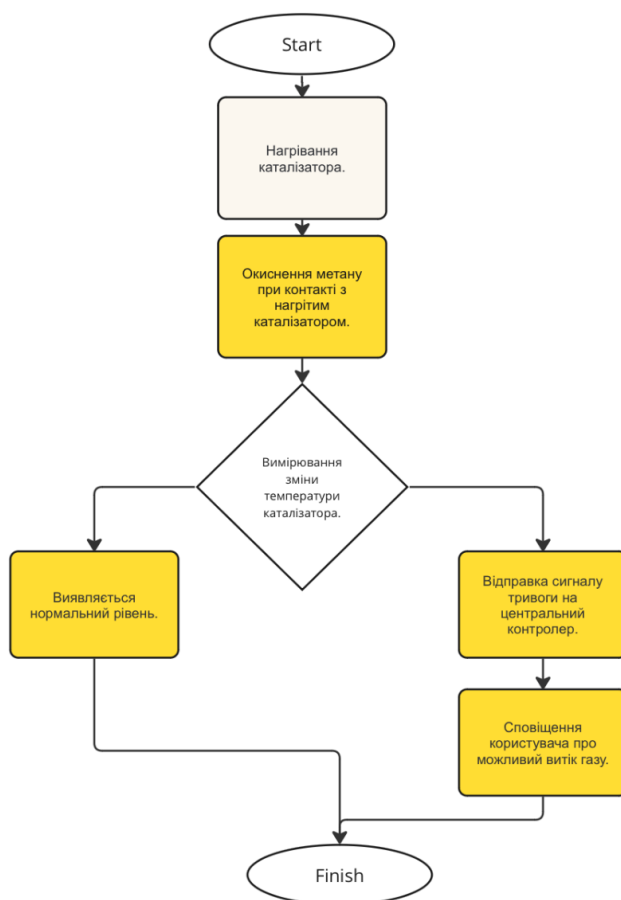 Start
Нагрівання
каталізатора.
Окиснення метану
при контакті з
нагрітим
каталізатором.
Вимірювання
зміни
температури
каталізатора.
Виявляється
нормальний рівень.
Відправка сигналу
тривоги на
центральний
контролер.
Сповіщення
користувача про
можливий витік газу.
Finish